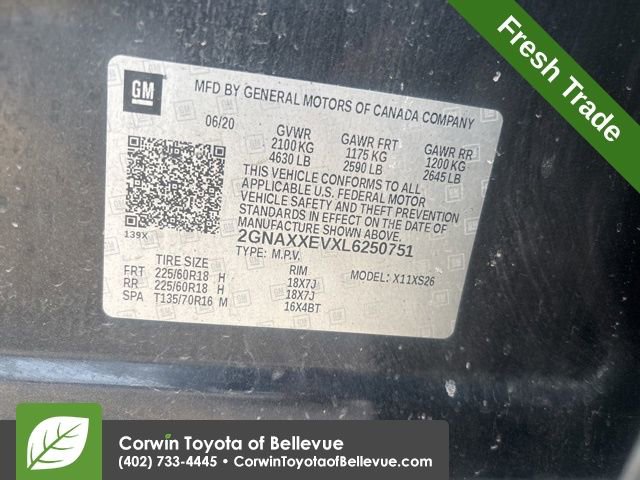 Fresh Trade
GM
MFD BY GENERAL MOTORS OF CANADA COMPANY
06/20 GVWR GAWR FRT GAWR RR
2100 KG 1175 KG 1200 KG
4630 LB 2590 LB 2645 LB
THIS VEHICLE CONFORMS TO ALL
APPLICABLE U.S. FEDERAL MOTOR
VEHICLE SAFETY AND THEFT PREVENTION
STANDARDS IN EFFECT ON THE DATE OF
MANUFACTURE SHOWN ABOVE.
139X 2GNAXXEVXL6250751
TYPE: M.P.V.
TIRE SIZE RIM MODEL: X11XS26
FRT 225/60R18 H 18X7J
RR 225/60R18 H 18X7J
SPA T135/70R16 M 16X4BT
Corwin Toyota of Bellevue
(402) 733-4445 • CorwinToyotaofBellevue.com